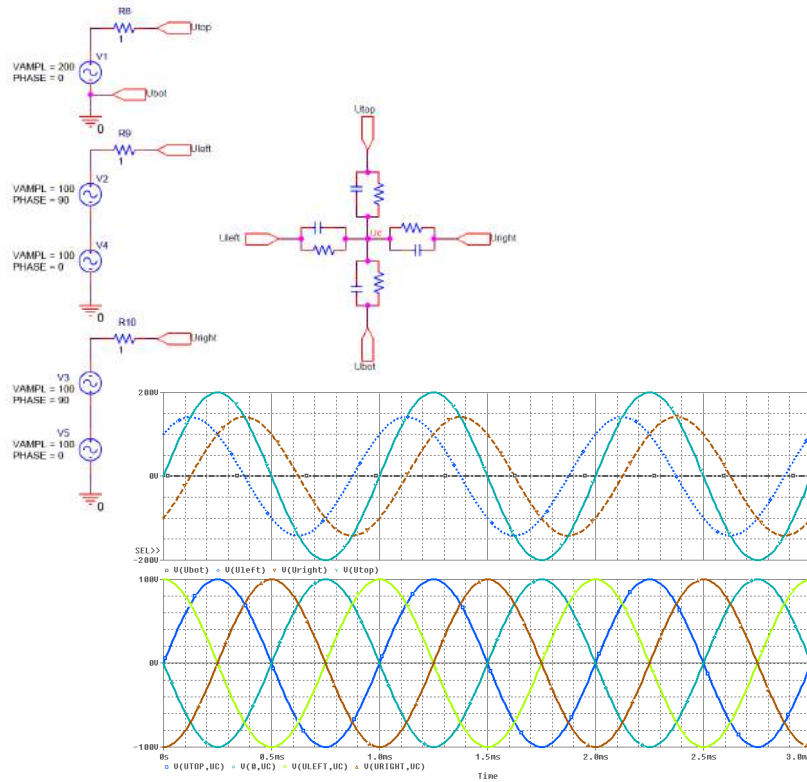 R8
Utop
1
V1
VAMPL = 200
PHASE = 0
Ubot
0
R9
Uleft
1
V2
VAMPL = 100
PHASE = 90
V4
VAMPL = 100
PHASE = 0
0
R10
Uright
1
V3
VAMPL = 100
PHASE = 90
V5
VAMPL = 100
PHASE = 0
0
Utop
Uleft
Uc
Uright
Ubot
200V
0V
SEL>>
-200V
V(Ubot) V(Uleft) V(Uright) V(Utop)
100V
0V
-100V
0s 0.5ms 1.0ms 1.5ms 2.0ms 2.5ms 3.0m
V(UTOP,UC) V(0,UC) V(ULEFT,UC) V(URIGHT,UC)
Time